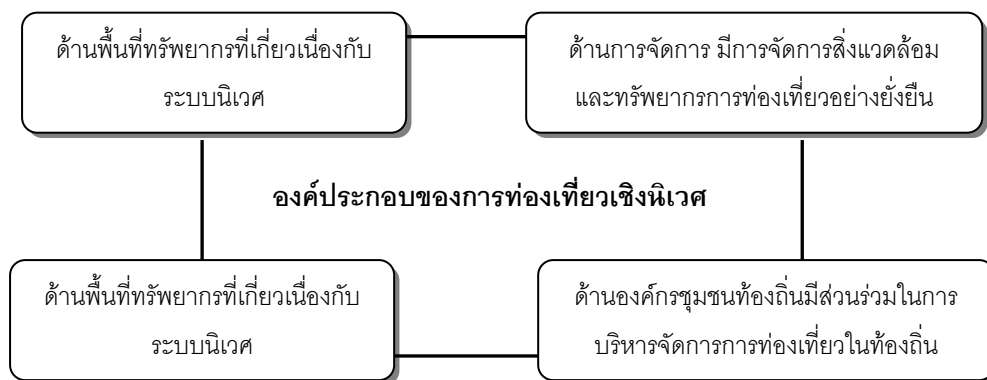 ด้านพื้นที่ทรัพยากรที่เกี่ยวเนื่องกับ
ระบบนิเวศ
ด้านการจัดการ มีการจัดการสิ่งแวดล้อม
และทรัพยากรการท่องเที่ยวอย่างยั่งยืน
องค์ประกอบของการท่องเที่ยวเชิงนิเวศ
ด้านพื้นที่ทรัพยากรที่เกี่ยวเนื่องกับ
ระบบนิเวศ
ด้านองค์กรชุมชนท้องถิ่นมีส่วนร่วมในการ
บริหารจัดการการท่องเที่ยวในท้องถิ่น